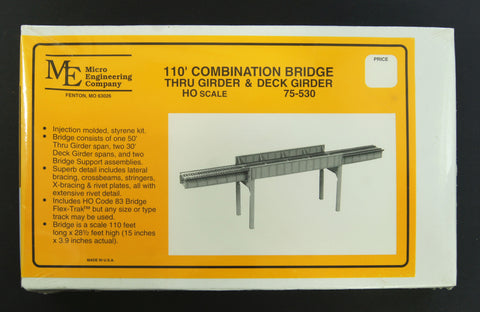 ME
Micro
Engineering
Company
FENTON, MO 63026
110' COMBINATION BRIDGE
THRU GIRDER & DECK GIRDER
HO SCALE 75-530
PRICE
• Injection molded, styrene kit.
• Bridge consists of one 50'
Thru Girder span, two 30'
Deck Girder spans, and two
Bridge Support assemblies.
• Superb detail includes lateral
bracing, crossbeams, stringers,
X-bracing & rivet plates, all with
extensive rivet detail.
• Includes HO Code 83 Bridge
Flex-Trak™ but any size or type
track may be used.
• Bridge is a scale 110 feet
long x 28½ feet high (15 inches
x 3.9 inches actual).
MADE IN U.S.A.